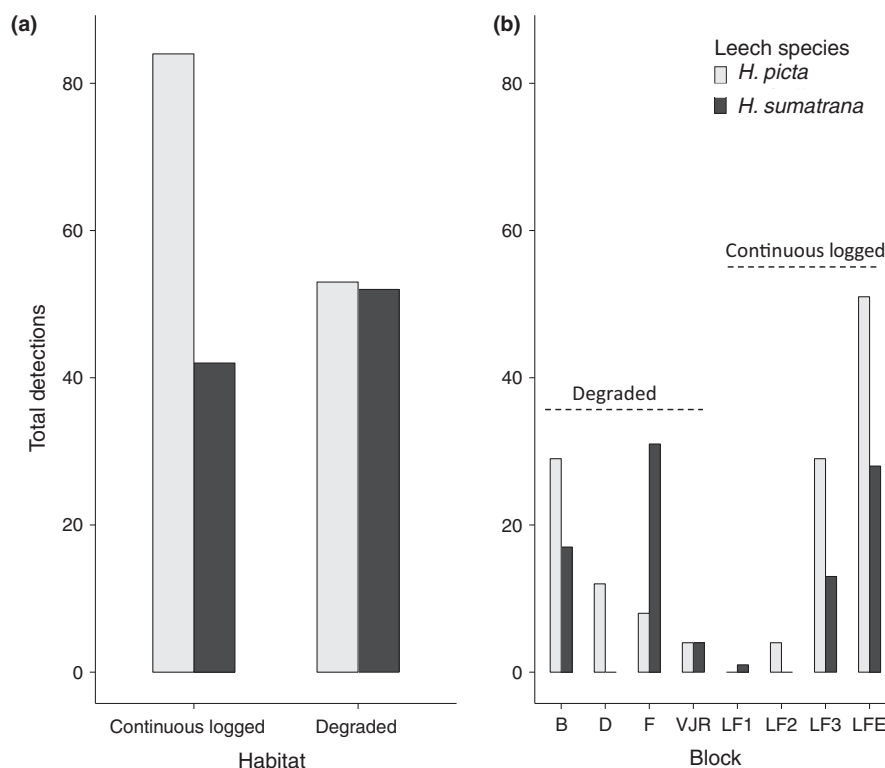 (a)
Total detections
80
60
40
20
0
Continuous logged
Degraded
Habitat
(b)
Leech species
H. picta
H. sumatrana
Continuous logged
Degraded
80
60
40
20
0
B D F VJR LF1 LF2 LF3 LFE
Block